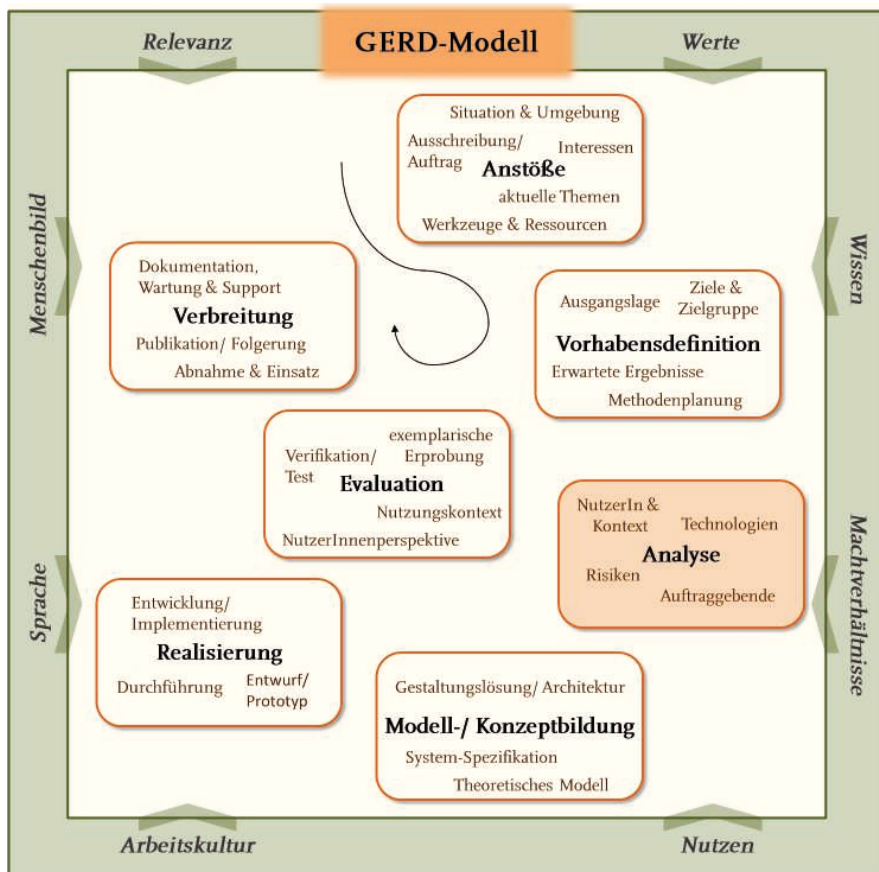 Relevanz
GERD-Modell
Werte
Menschenbild
Wissen
Situation & Umgebung
Ausschreibung/
Auftrag
Interessen
Anstöße
aktuelle Themen
Werkzeuge & Ressourcen
Dokumentation,
Wartung & Support
Verbreitung
Publikation/ Folgerung
Abnahme & Einsatz
Ausgangslage
Ziele &
Zielgruppe
Vorhabensdefinition
Erwartete Ergebnisse
Methodenplanung
exemplarische
Erprobung
Verifikation/
Test
Evaluation
Nutzungskontext
NutzerInnenperspektive
NutzerIn &
Kontext
Technologien
Analyse
Risiken
Auftraggebende
Sprache
Machtverhältnisse
Entwicklung/
Implementierung
Realisierung
Durchführung
Entwurf/
Prototyp
Gestaltungslösung/ Architektur
Modell-/ Konzeptbildung
System-Spezifikation
Theoretisches Modell
Arbeitskultur
Nutzen